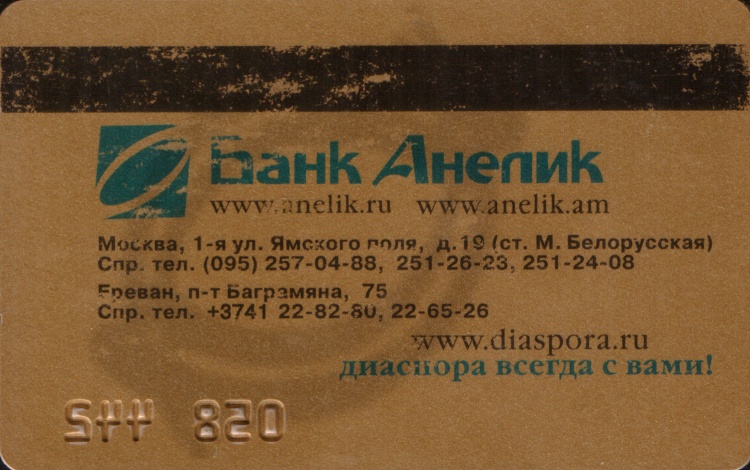 Банк Анелик
www.anelik.ru www.anelik.am
Москва, 1-я ул. Ямского поля, д.19 (ст. М. Белорусская)
Спр. тел. (095) 257-04-88, 251-26-23, 251-24-08
Ереван, п-т Баграмяна, 75
Спр. тел. +3741 22-82-80, 22-65-26
www.diaspora.ru
диаспора всегда с вами!